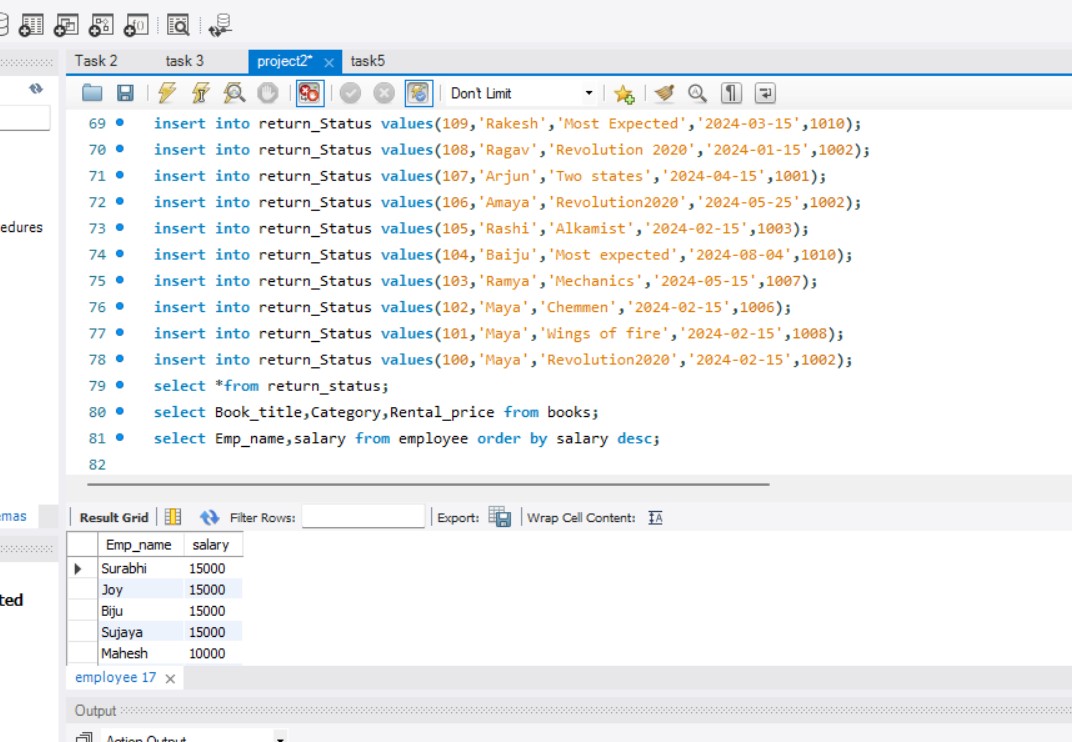 Task 2 task 3 project2* × task5
Don't Limit
69 insert into return_Status values(109,'Rakesh','Most Expected','2024-03-15',1010);
70 insert into return_Status values(108,'Ragav','Revolution 2020','2024-01-15',1002);
71 insert into return_Status values(107,'Arjun','Two states','2024-04-15',1001);
72 insert into return_Status values(106,'Amaya','Revolution2020','2024-05-25',1002);
73 insert into return_Status values(105,'Rashi','Alkamist','2024-02-15',1003);
edures
74 insert into return_Status values(104,'Baiju','Most expected','2024-08-04',1010);
75 insert into return_Status values(103,'Ramya','Mechanics','2024-05-15',1007);
76 insert into return_Status values(102,'Maya','Chemmen','2024-02-15',1006);
77 insert into return_Status values(101,'Maya','Wings of fire','2024-02-15',1008);
78 insert into return_Status values(100,'Maya','Revolution2020','2024-02-15',1002);
79 select *from return_status;
80 select Book_title,Category,Rental_price from books;
81 select Emp_name,salary from employee order by salary desc;
82
emas
Result Grid Filter Rows: Export: Wrap Cell Content:
Emp_name salary
Surabhi 15000
Joy 15000
ted
Biju 15000
Sujaya 15000
Mahesh 10000
employee 17 ×
Output
Action Output